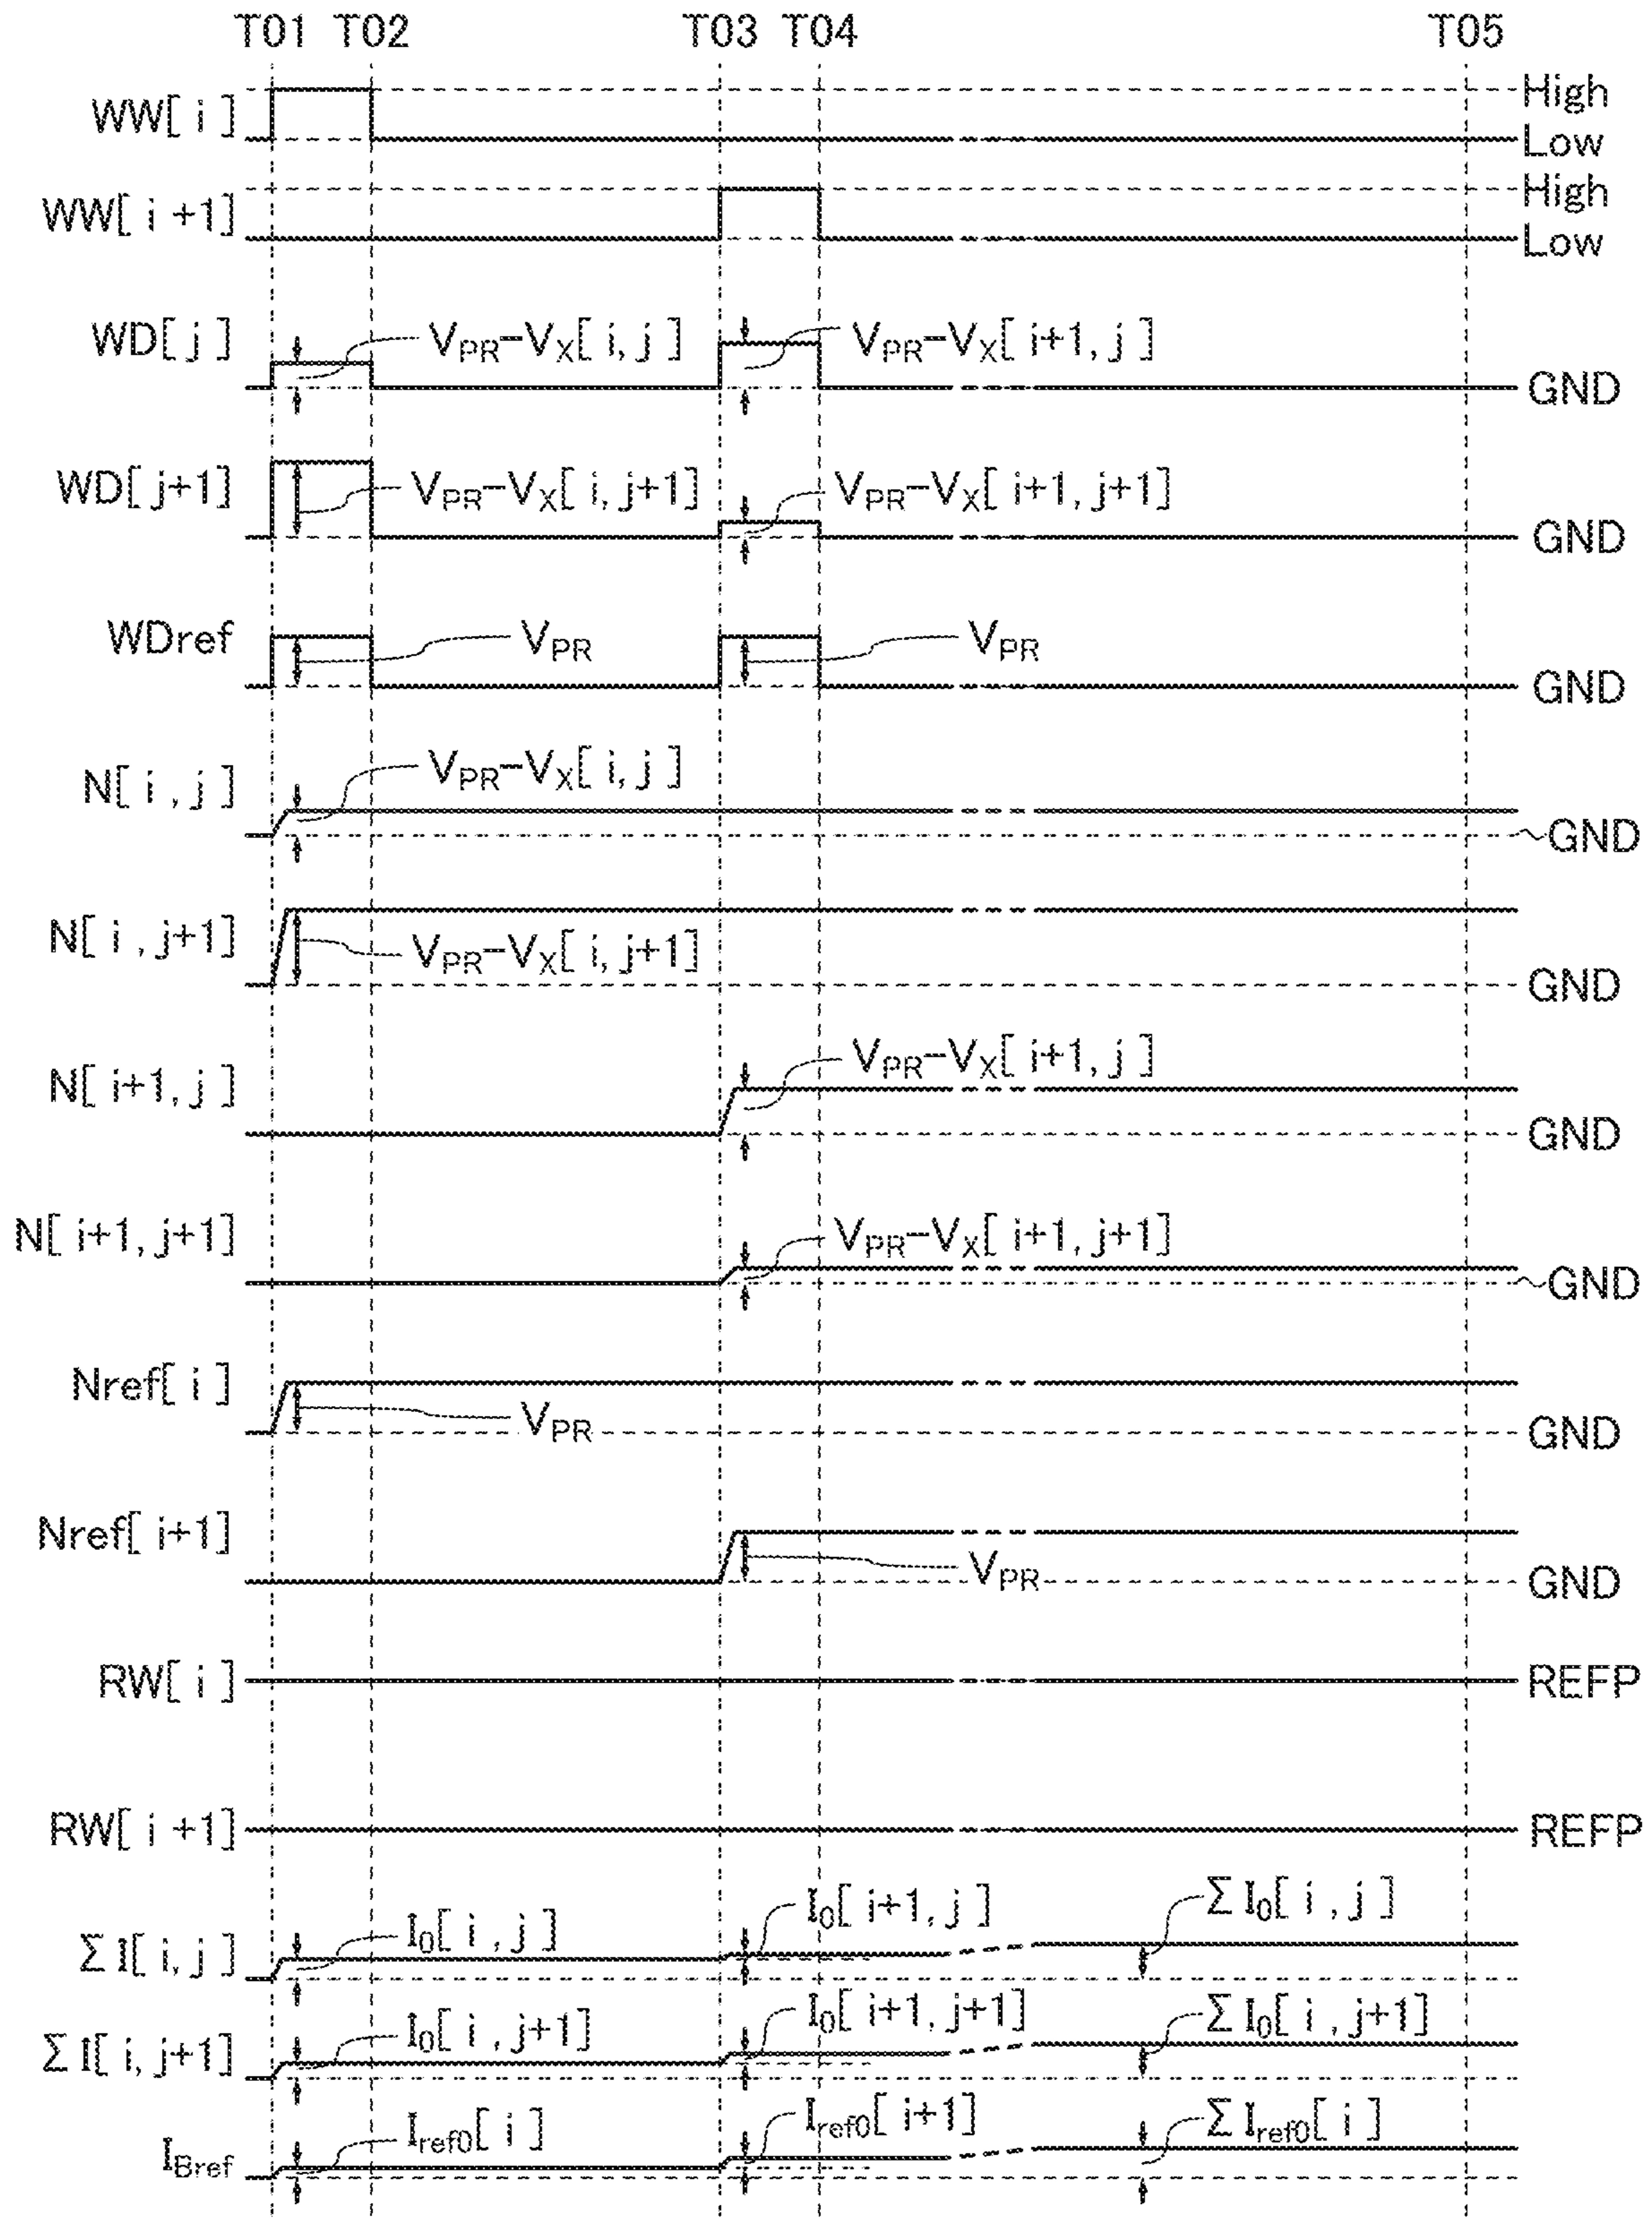 T01 T02 T03 T04 T05
WW[ i ] High
Low
WW[ i +1] High
Low
WD[ j ] VPR−VX[ i, j ] VPR−VX[ i+1, j ] GND
WD[ j+1] VPR−VX[ i, j+1] VPR−VX[ i+1, j+1] GND
WDref VPR VPR GND
N[ i , j ] VPR−VX[ i, j ] GND
N[ i , j+1] VPR−VX[ i, j+1] GND
N[ i+1, j ] VPR−VX[ i+1, j ] GND
N[ i+1, j+1] VPR−VX[ i+1, j+1] GND
Nref[ i ] VPR GND
Nref[ i+1] VPR GND
RW[ i ] REFP
RW[ i +1] REFP
Σ I[ i, j ] I0[ i , j ] I0[ i+1, j ] Σ I0[ i , j ]
Σ I[ i, j+1] I0[ i , j+1] I0[ i+1, j+1] Σ I0[ i , j+1]
IBref Iref0[ i ] Iref0[ i+1] Σ Iref0[ i ]